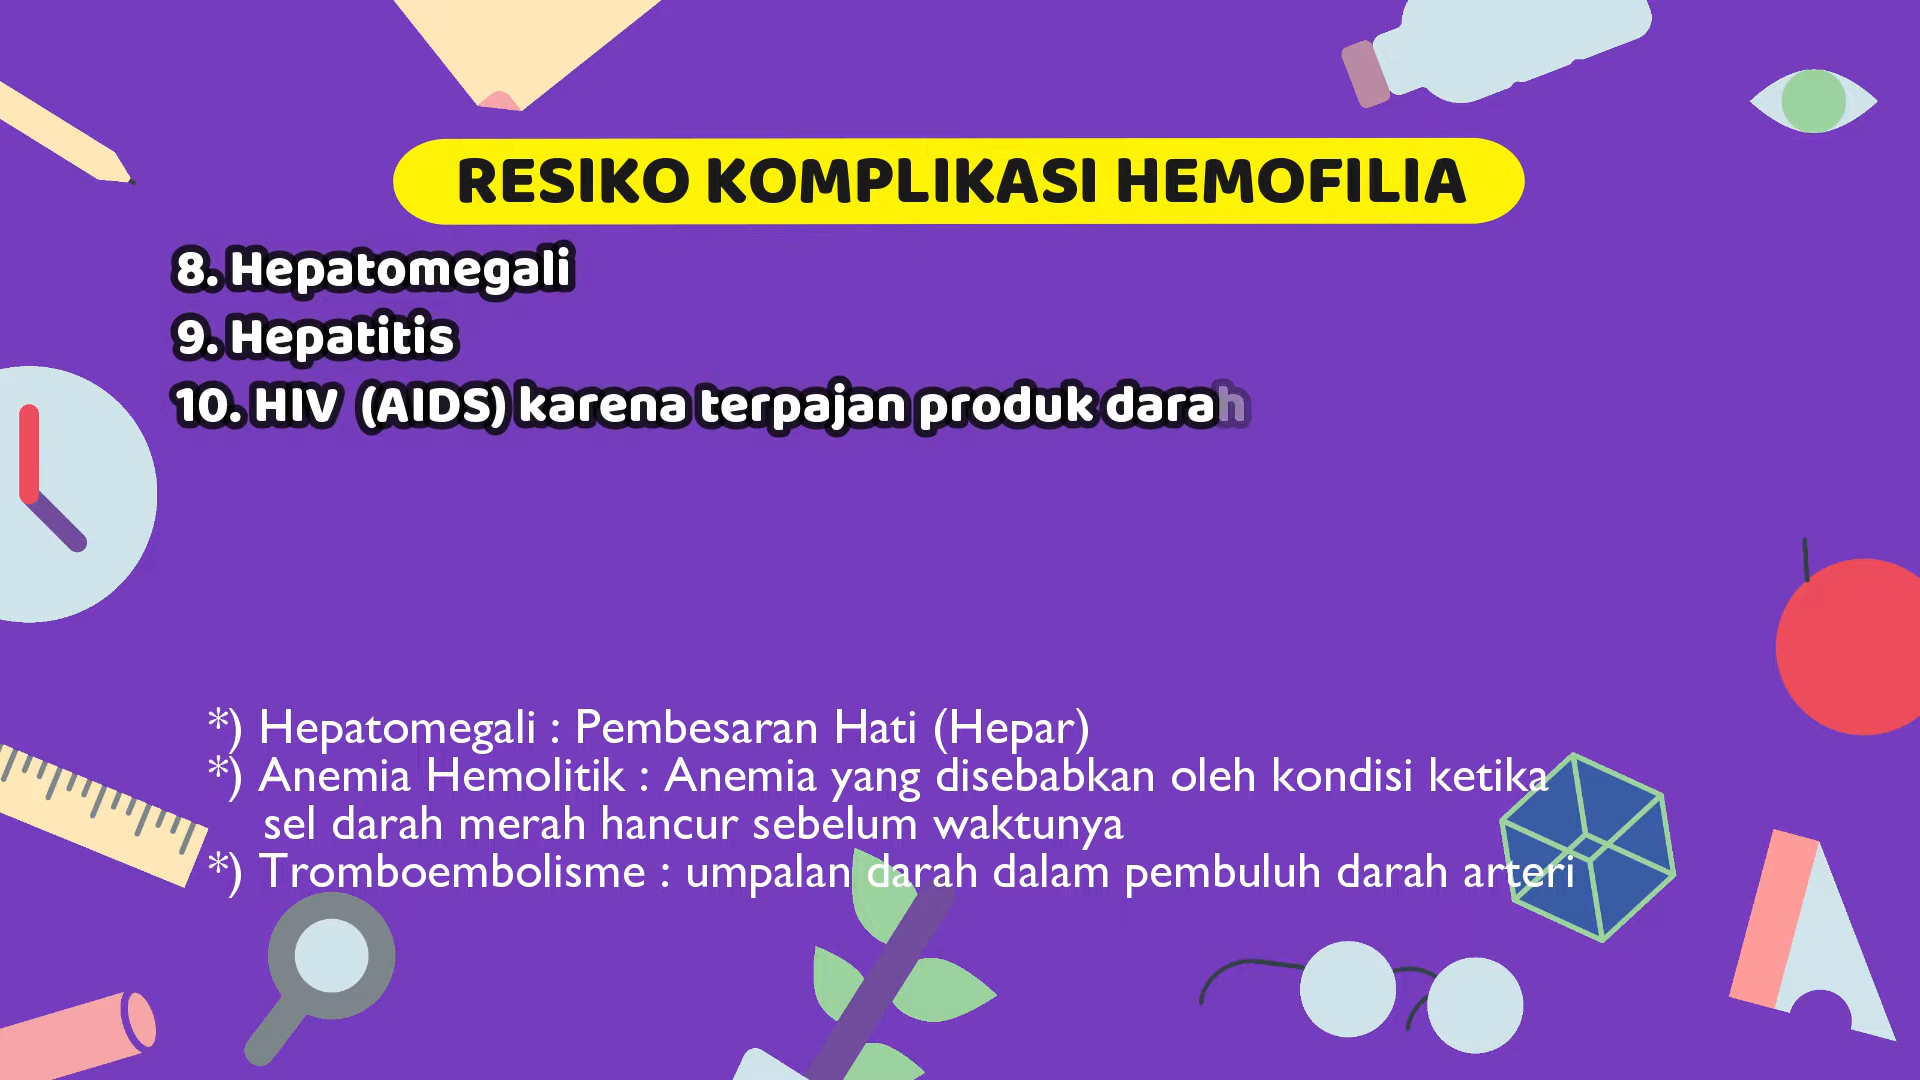 RESIKO KOMPLIKASI HEMOFILIA
8. Hepatomegali
9. Hepatitis
10. HIV (AIDS) karena terpajan produk darah
*) Hepatomegali : Pembesaran Hati (Hepar)
*) Anemia Hemolitik : Anemia yang disebabkan oleh kondisi ketika
sel darah merah hancur sebelum waktunya
*) Tromboembolisme : umpalan darah dalam pembuluh darah arteri